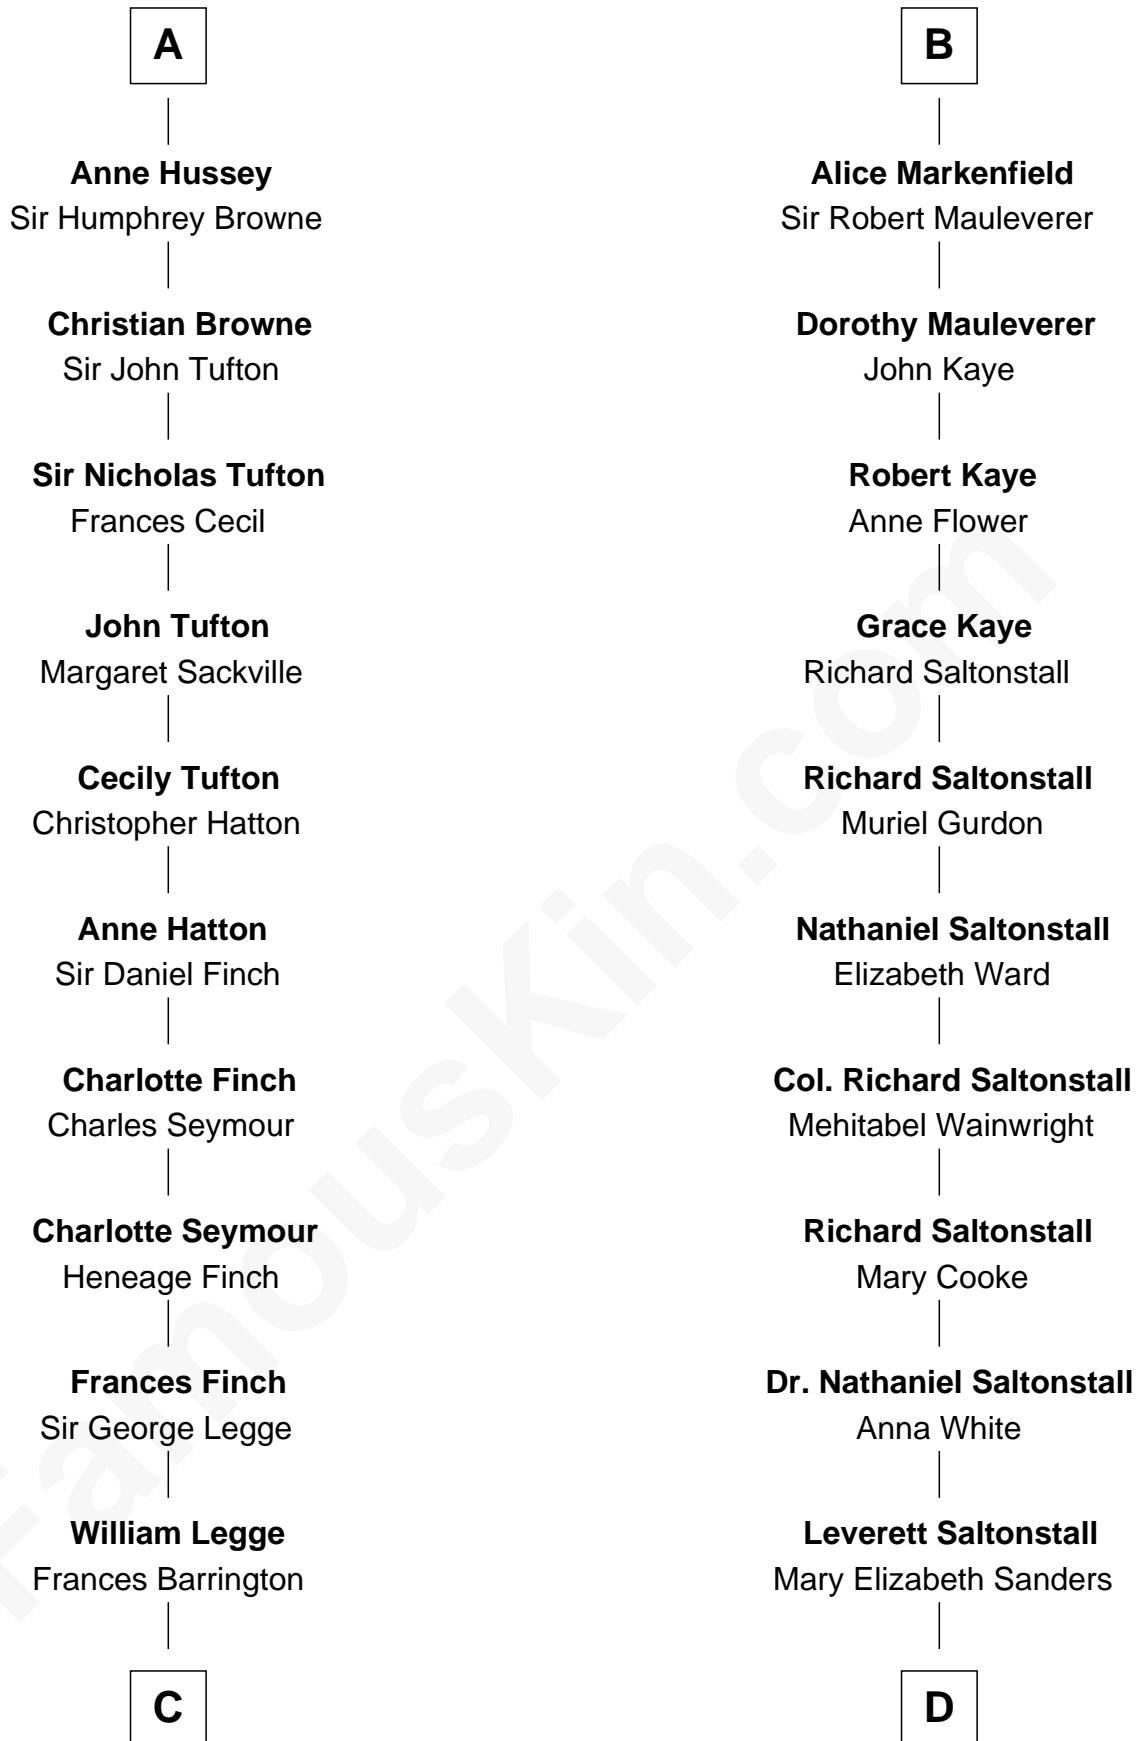 A
Anne Hussey
Sir Humphrey Browne
Christian Browne
Sir John Tufton
Sir Nicholas Tufton
Frances Cecil
John Tufton
Margaret Sackville
Cecily Tufton
Christopher Hatton
Anne Hatton
Sir Daniel Finch
Charlotte Finch
Charles Seymour
Charlotte Seymour
Heneage Finch
Frances Finch
Sir George Legge
William Legge
Frances Barrington
C
B
Alice Markenfield
Sir Robert Mauleverer
Dorothy Mauleverer
John Kaye
Robert Kaye
Anne Flower
Grace Kaye
Richard Saltonstall
Richard Saltonstall
Muriel Gurdon
Nathaniel Saltonstall
Elizabeth Ward
Col. Richard Saltonstall
Mehitabel Wainwright
Richard Saltonstall
Mary Cooke
Dr. Nathaniel Saltonstall
Anna White
Leverett Saltonstall
Mary Elizabeth Sanders
D
FamousKin.com